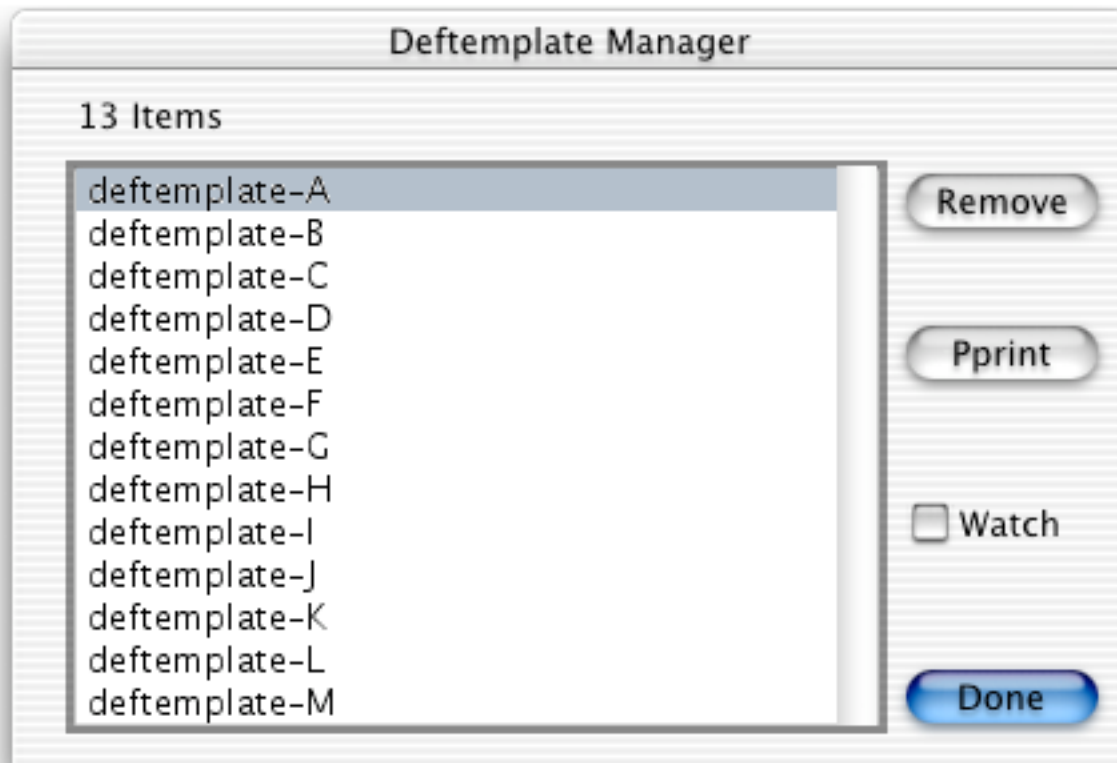 Deftemplate Manager
13 Items
deftemplate-A
deftemplate-B
deftemplate-C
deftemplate-D
deftemplate-E
deftemplate-F
deftemplate-G
deftemplate-H
deftemplate-I
deftemplate-J
deftemplate-K
deftemplate-L
deftemplate-M
Remove
Pprint
Watch
Done